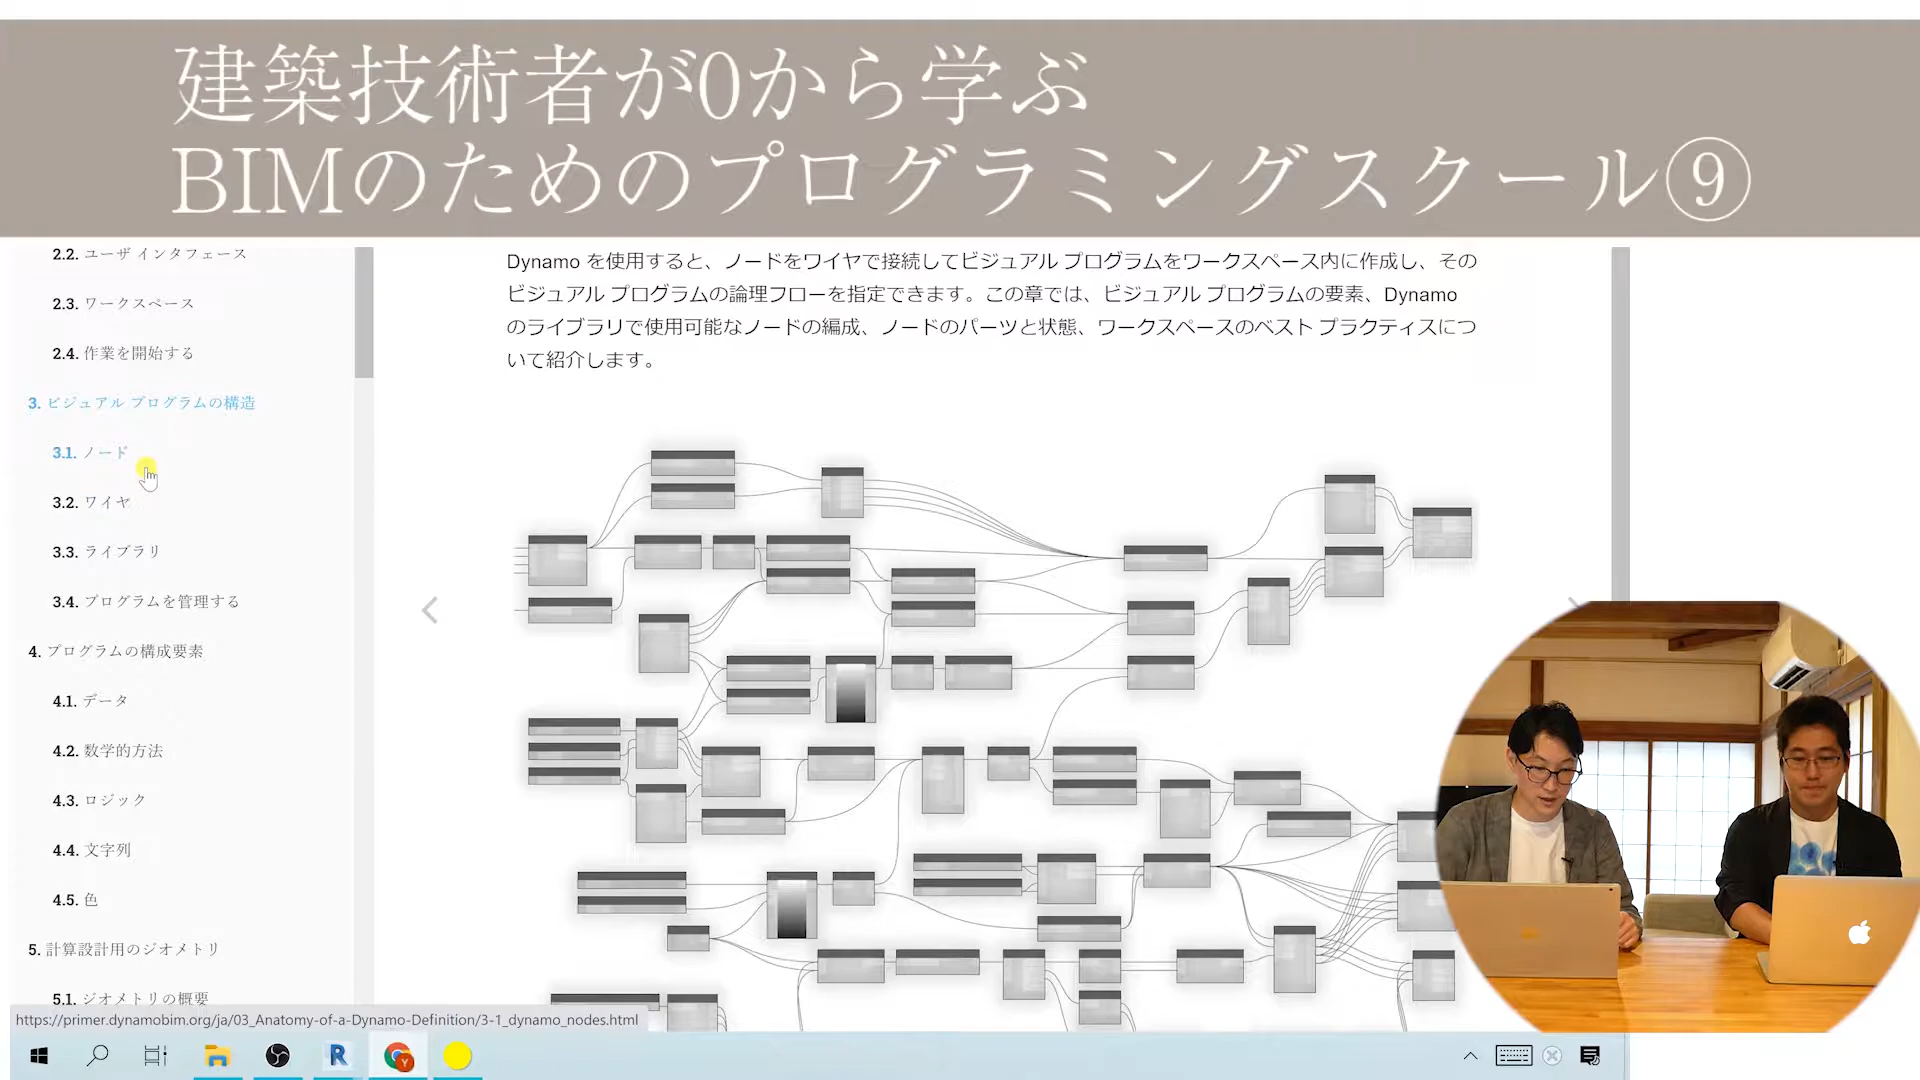 建築技術者が0から学ぶ
BIMのためのプログラミングスクール⑨
2.2. ユーザ インタフェース
2.3. ワークスペース
2.4. 作業を開始する
3. ビジュアル プログラムの構造
3.1. ノード
3.2. ワイヤ
3.3. ライブラリ
3.4. プログラムを管理する
4. プログラムの構成要素
4.1. データ
4.2. 数学的方法
4.3. ロジック
4.4. 文字列
4.5. 色
5. 計算設計用のジオメトリ
5.1. ジオメトリの概要
Dynamo を使用すると、ノードをワイヤで接続してビジュアル プログラムをワークスペース内に作成し、その
ビジュアル プログラムの論理フローを指定できます。この章では、ビジュアル プログラムの要素、Dynamo
のライブラリで使用可能なノードの編成、ノードのパーツと状態、ワークスペースのベスト プラクティスにつ
いて紹介します。
https://primer.dynamobim.org/ja/03_Anatomy-of-a-Dynamo-Definition/3-1_dynamo_nodes.html
R
Y